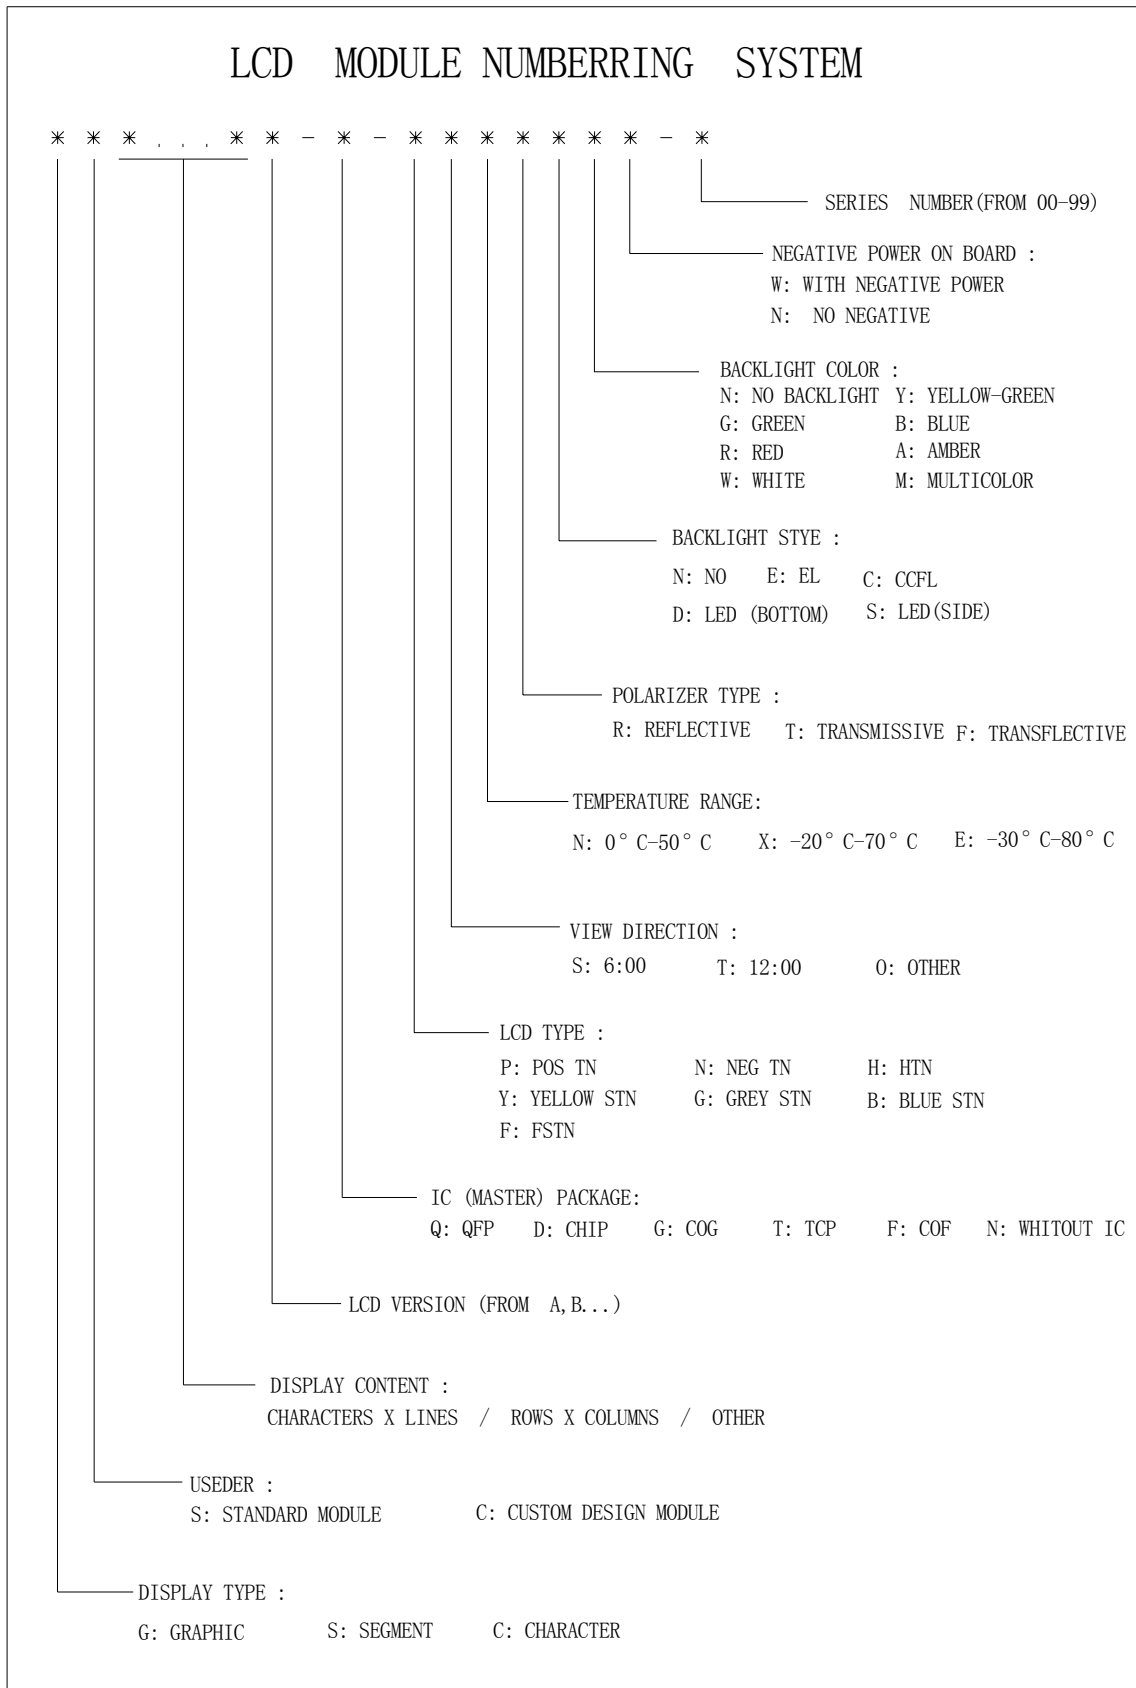 LCD MODULE NUMBERRING SYSTEM
* * * . . . * * - * - * * * * * * * - *
SERIES NUMBER(FROM 00-99)
NEGATIVE POWER ON BOARD :
W: WITH NEGATIVE POWER
N: NO NEGATIVE
BACKLIGHT COLOR :
N: NO BACKLIGHT Y: YELLOW-GREEN
G: GREEN B: BLUE
R: RED A: AMBER
W: WHITE M: MULTICOLOR
BACKLIGHT STYE :
N: NO E: EL C: CCFL
D: LED (BOTTOM) S: LED(SIDE)
POLARIZER TYPE :
R: REFLECTIVE T: TRANSMISSIVE F: TRANSFLECTIVE
TEMPERATURE RANGE:
N: 0° C-50° C X: -20° C-70° C E: -30° C-80° C
VIEW DIRECTION :
S: 6:00 T: 12:00 O: OTHER
LCD TYPE :
P: POS TN N: NEG TN H: HTN
Y: YELLOW STN G: GREY STN B: BLUE STN
F: FSTN
IC (MASTER) PACKAGE:
Q: QFP D: CHIP G: COG T: TCP F: COF N: WHITOUT IC
LCD VERSION (FROM A,B...)
DISPLAY CONTENT :
CHARACTERS X LINES / ROWS X COLUMNS / OTHER
USEDER :
S: STANDARD MODULE C: CUSTOM DESIGN MODULE
DISPLAY TYPE :
G: GRAPHIC S: SEGMENT C: CHARACTER